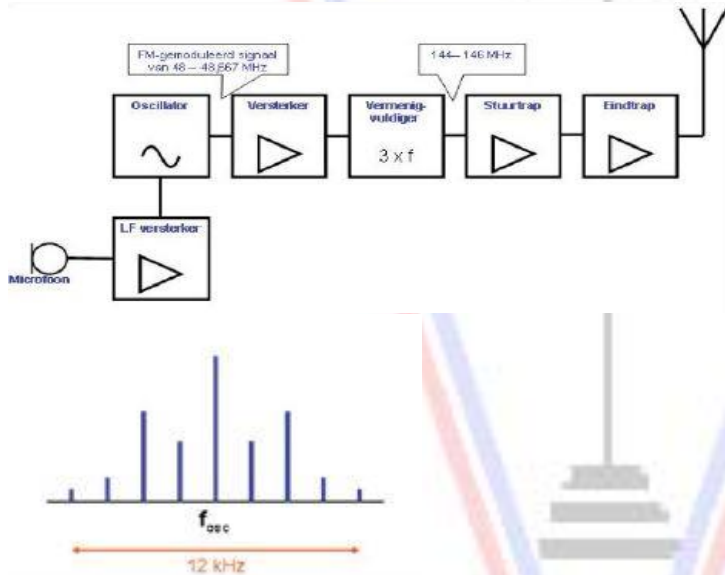 FM-gemoduleerd signaal
van 48 – 48,667 MHz
144– 146 MHz
Oscillator
Versterker
Vermenig-
vuldiger
3 x f
Stuurtrap
Eindtrap
LF versterker
Microfoon
fosc
12 kHz